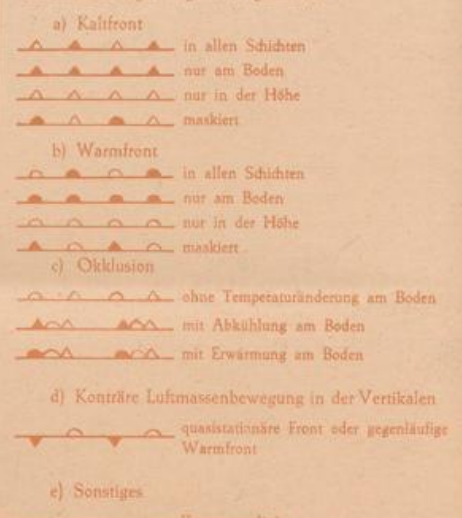 a) Kaltfront
in allen Schichten
nur am Boden
nur in der Höhe
maskiert
b) Warmfront
in allen Schichten
nur am Boden
nur in der Höhe
maskiert
c) Okklusion
ohne Temperaturänderung am Boden
mit Abkühlung am Boden
mit Erwärmung am Boden
d) Konträre Luftmassenbewegung in der Vertikalen
quasistationäre Front oder gegenläufige
Warmfront
e) Sonstiges